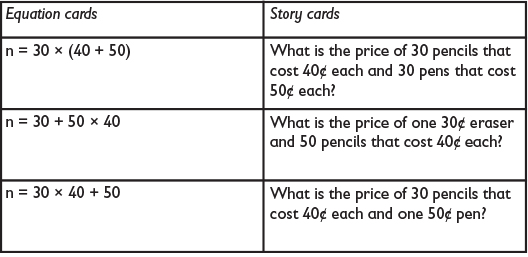 Equation cards
Story cards
n = 30 × (40 + 50)
What is the price of 30 pencils that
cost 40¢ each and 30 pens that cost
50¢ each?
n = 30 + 50 × 40
What is the price of one 30¢ eraser
and 50 pencils that cost 40¢ each?
n = 30 × 40 + 50
What is the price of 30 pencils that
cost 40¢ each and one 50¢ pen?